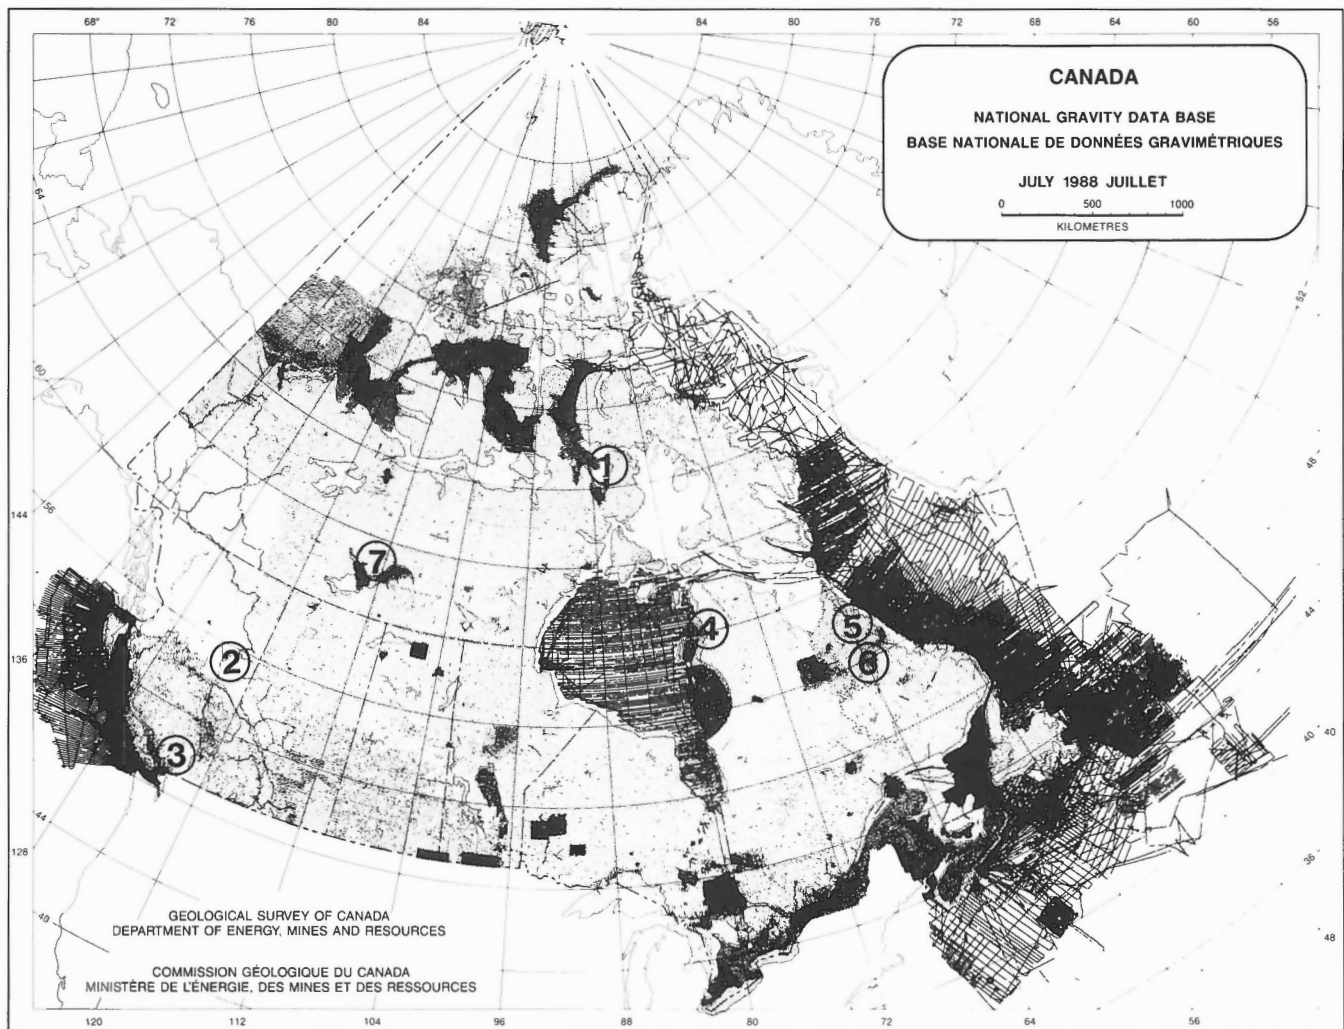 68° 72 76 80 84 84 80 76 72 68 64 60 56
CANADA
NATIONAL GRAVITY DATA BASE
BASE NATIONALE DE DONNÉES GRAVIMÉTRIQUES
JULY 1988 JUILLET
0 500 1000
KILOMETRES
64
52
60
48
1
144
156
7
44
5
4
2
6
136
40
40
3
44
128
36
56
40
48
GEOLOGICAL SURVEY OF CANADA
DEPARTMENT OF ENERGY, MINES AND RESOURCES
COMMISSION GÉOLOGIQUE DU CANADA
MINISTÈRE DE L'ÉNERGIE, DES MINES ET DES RESSOURCES
120 112 104 96 88 80 72 64 56